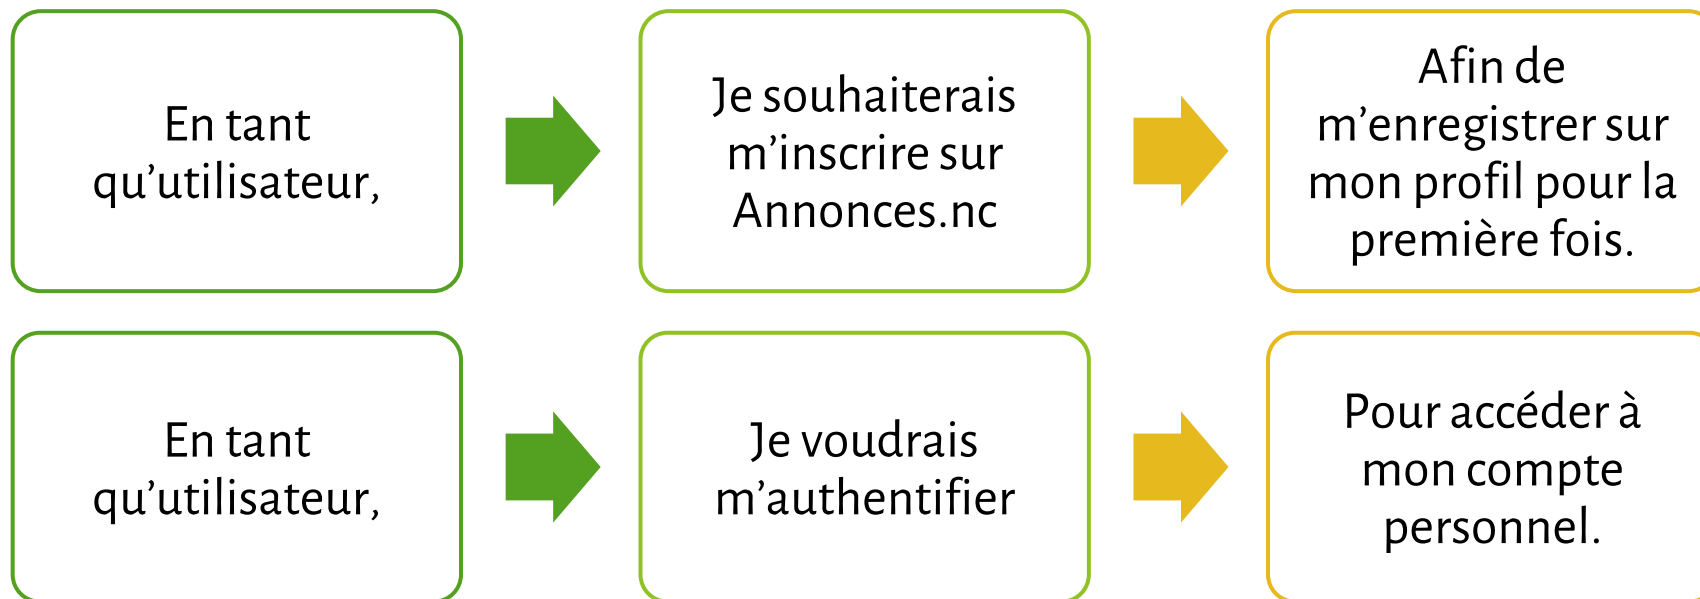 En tant
qu’utilisateur,
Je souhaiterais
m’inscrire sur
Annonces.nc
Afin de
m’enregistrer sur
mon profil pour la
première fois.
En tant
qu’utilisateur,
Je voudrais
m’authentifier
Pour accéder à
mon compte
personnel.